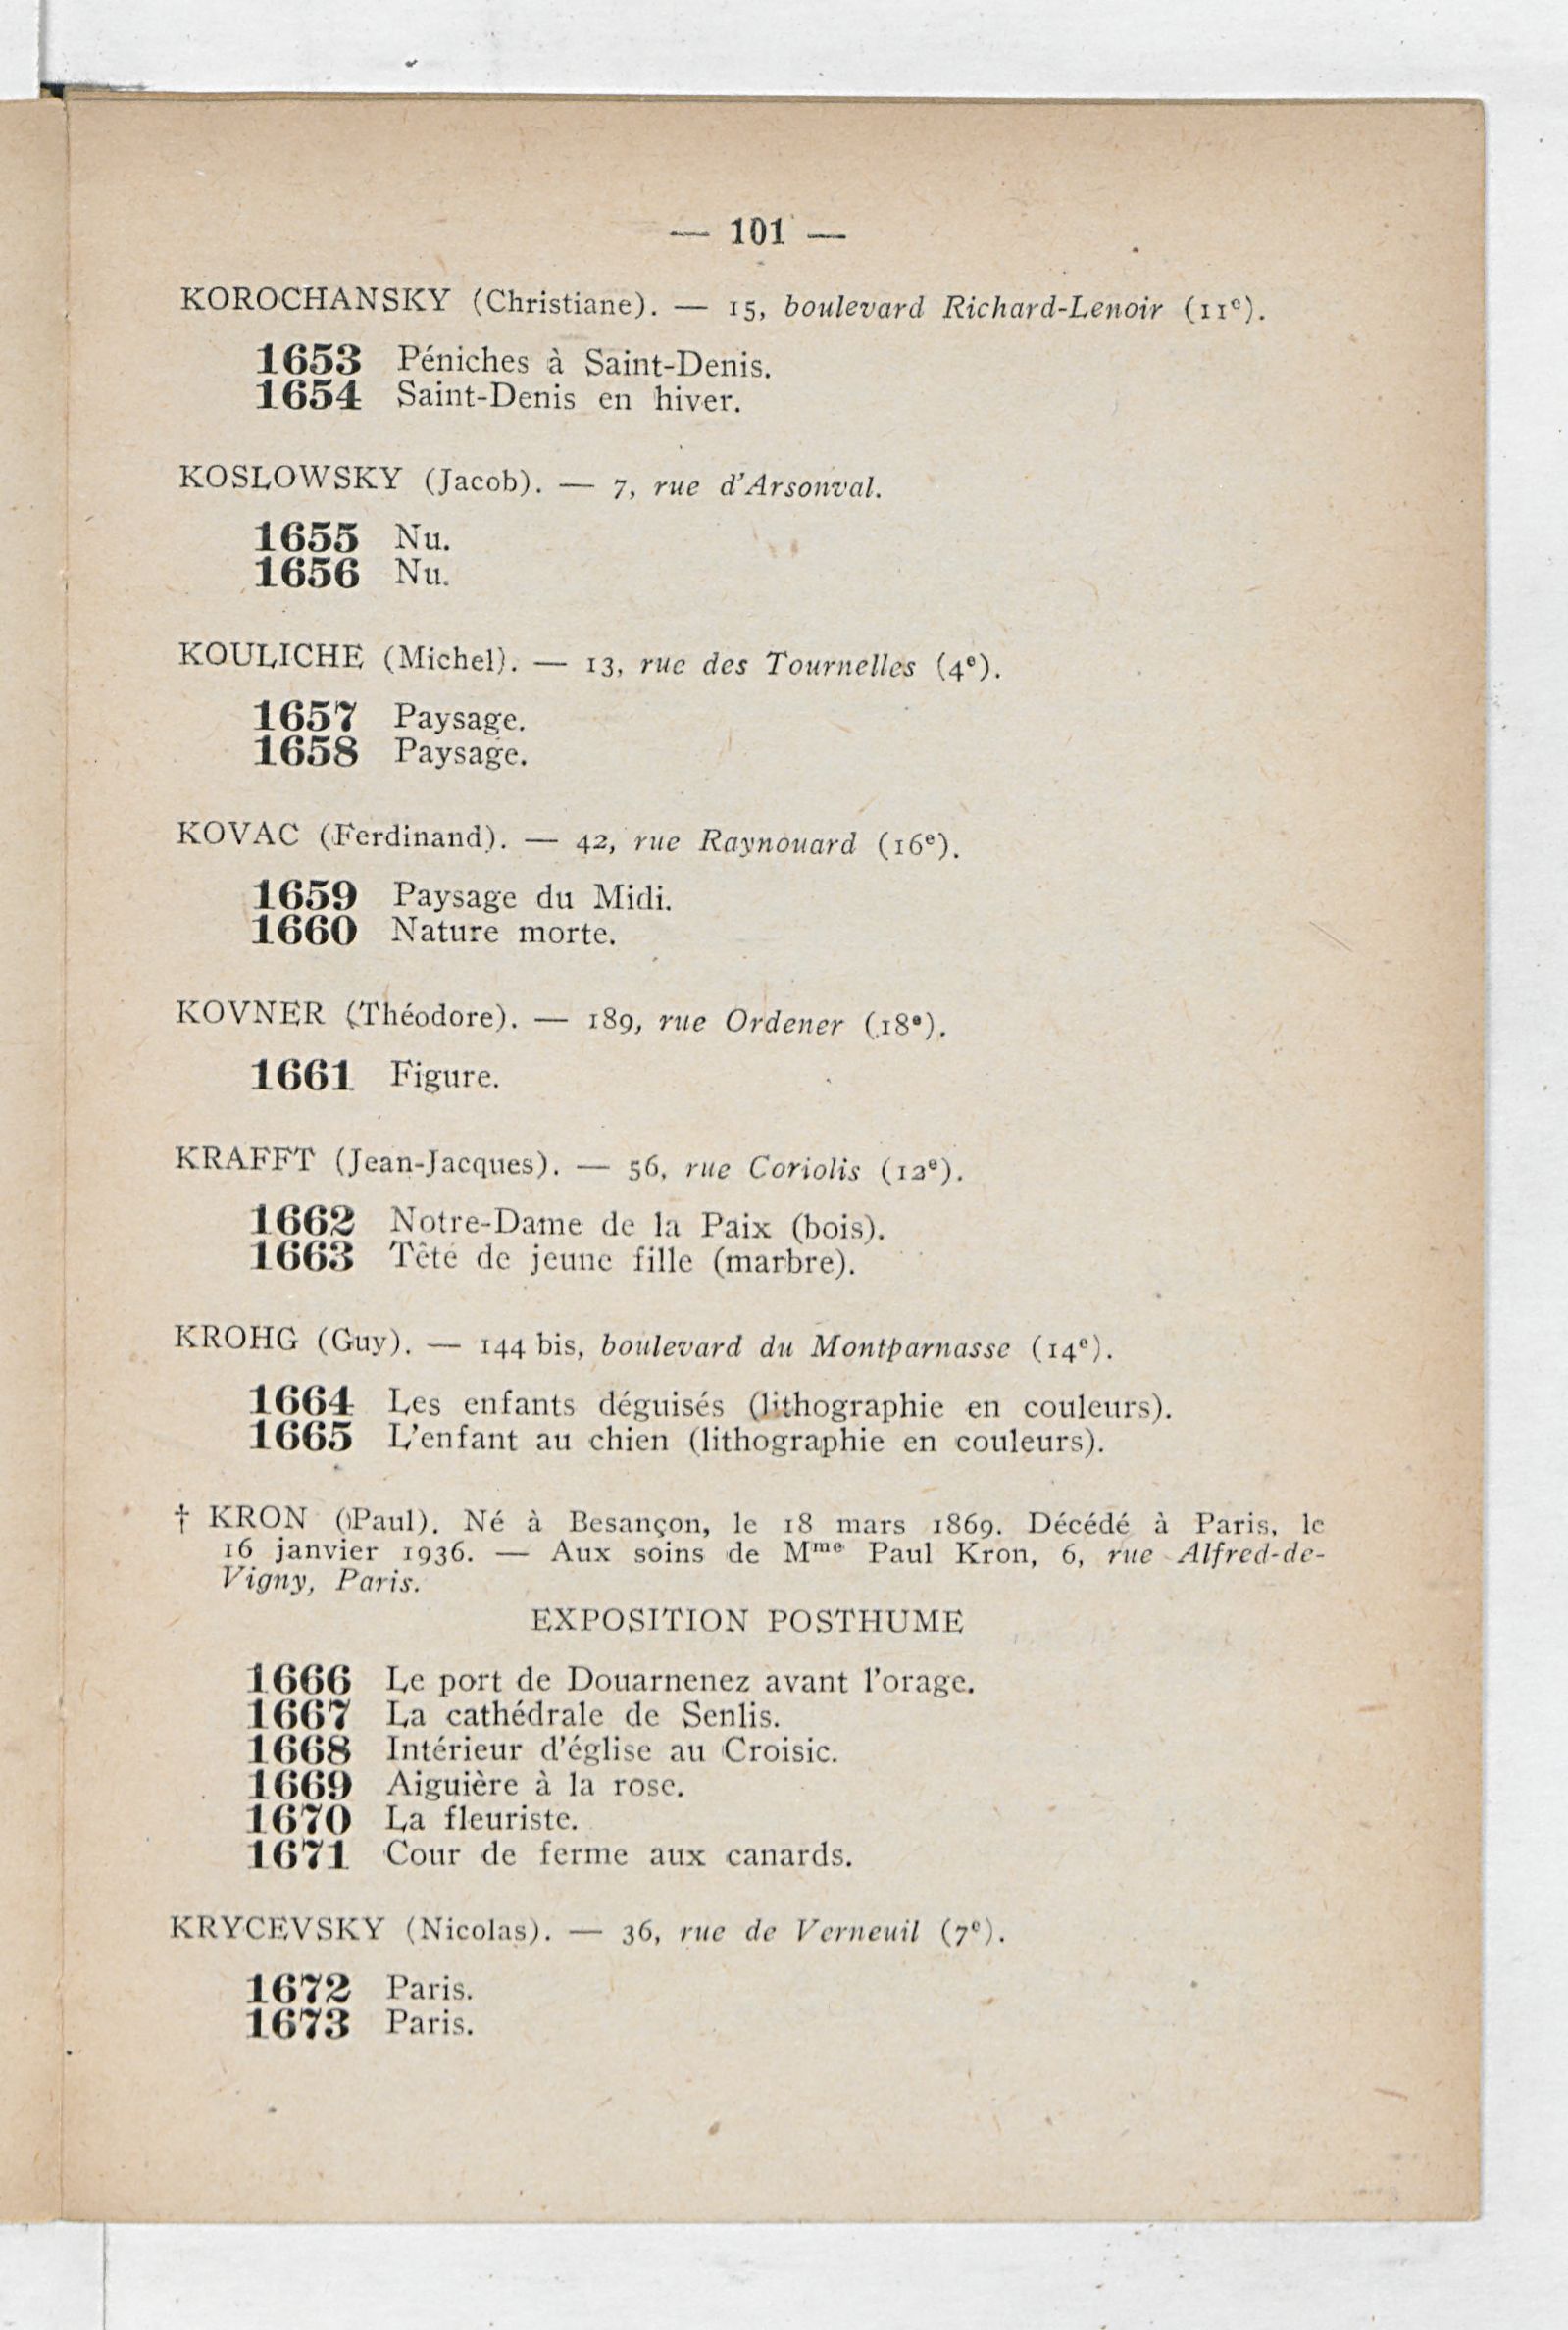 — 101 —
KOROCHANSKY (Christiane). — 15, boulevard Richard-Lenoir (11e).
1653 Péniches à Saint-Denis.
1654 Saint-Denis en hiver.
KOSLOWSKY (Jacob). — 7, rue d'Arsonval.
1655 Nu.
1656 Nu.
KOULICHE (Michel). — 13, rue des Tournelles (4e).
1657 Paysage.
1658 Paysage.
KOVAC (Ferdinand). — 42, rue Raynouard (16e).
1659 Paysage du Midi.
1660 Nature morte.
KOVNER (Théodore). — 189, rue Ordener (18e).
1661 Figure.
KRAFFT (Jean-Jacques). — 56, rue Coriolis (12e).
1662 Notre-Dame de la Paix (bois).
1663 Tête de jeune fille (marbre).
KROHG (Guy). — 144 bis, boulevard du Montparnasse (14e).
1664 Les enfants déguisés (lithographie en couleurs).
1665 L'enfant au chien (lithographie en couleurs).
† KRON (Paul). Né à Besançon, le 18 mars 1869. Décédé à Paris, le
16 janvier 1936. — Aux soins de Mme Paul Kron, 6, rue Alfred-de-
Vigny, Paris.
EXPOSITION POSTHUME
1666 Le port de Douarnenez avant l'orage.
1667 La cathédrale de Senlis.
1668 Intérieur d'église au Croisic.
1669 Aiguière à la rose.
1670 La fleuriste.
1671 Cour de ferme aux canards.
KRYCEVSKY (Nicolas). — 36, rue de Verneuil (7e).
1672 Paris.
1673 Paris.